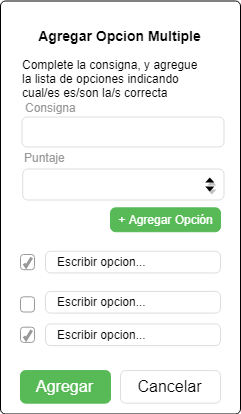 Agregar Opcion Multiple
Complete la consigna, y agregue
la lista de opciones indicando
cual/es es/son la/s correcta
Consigna
Puntaje
+ Agregar Opción
Escribir opcion...
Escribir opcion...
Escribir opcion...
Agregar
Cancelar